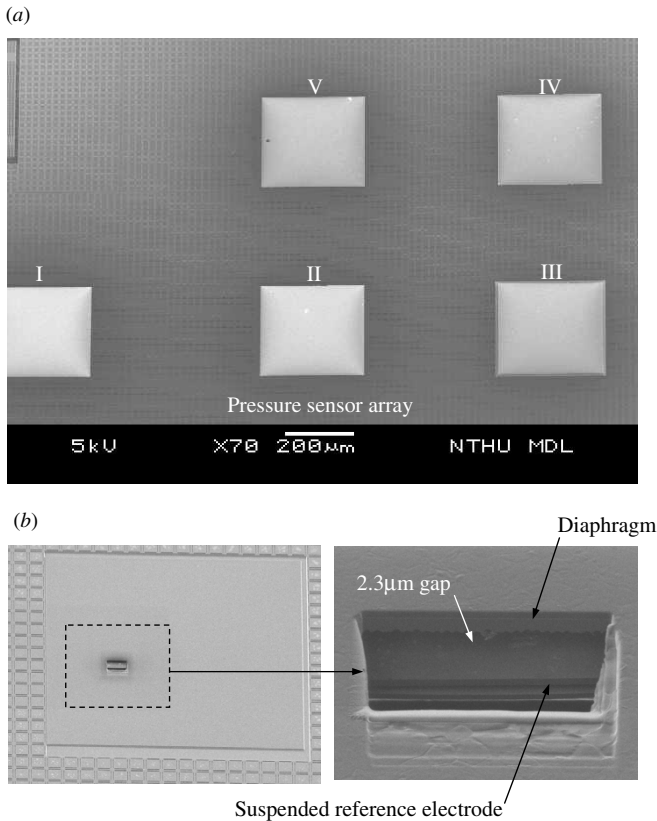 (a)
V
IV
I
II
III
Pressure sensor array
5kV X70 200μm NTHU MDL
(b)
Diaphragm
2.3μm gap
Suspended reference electrode